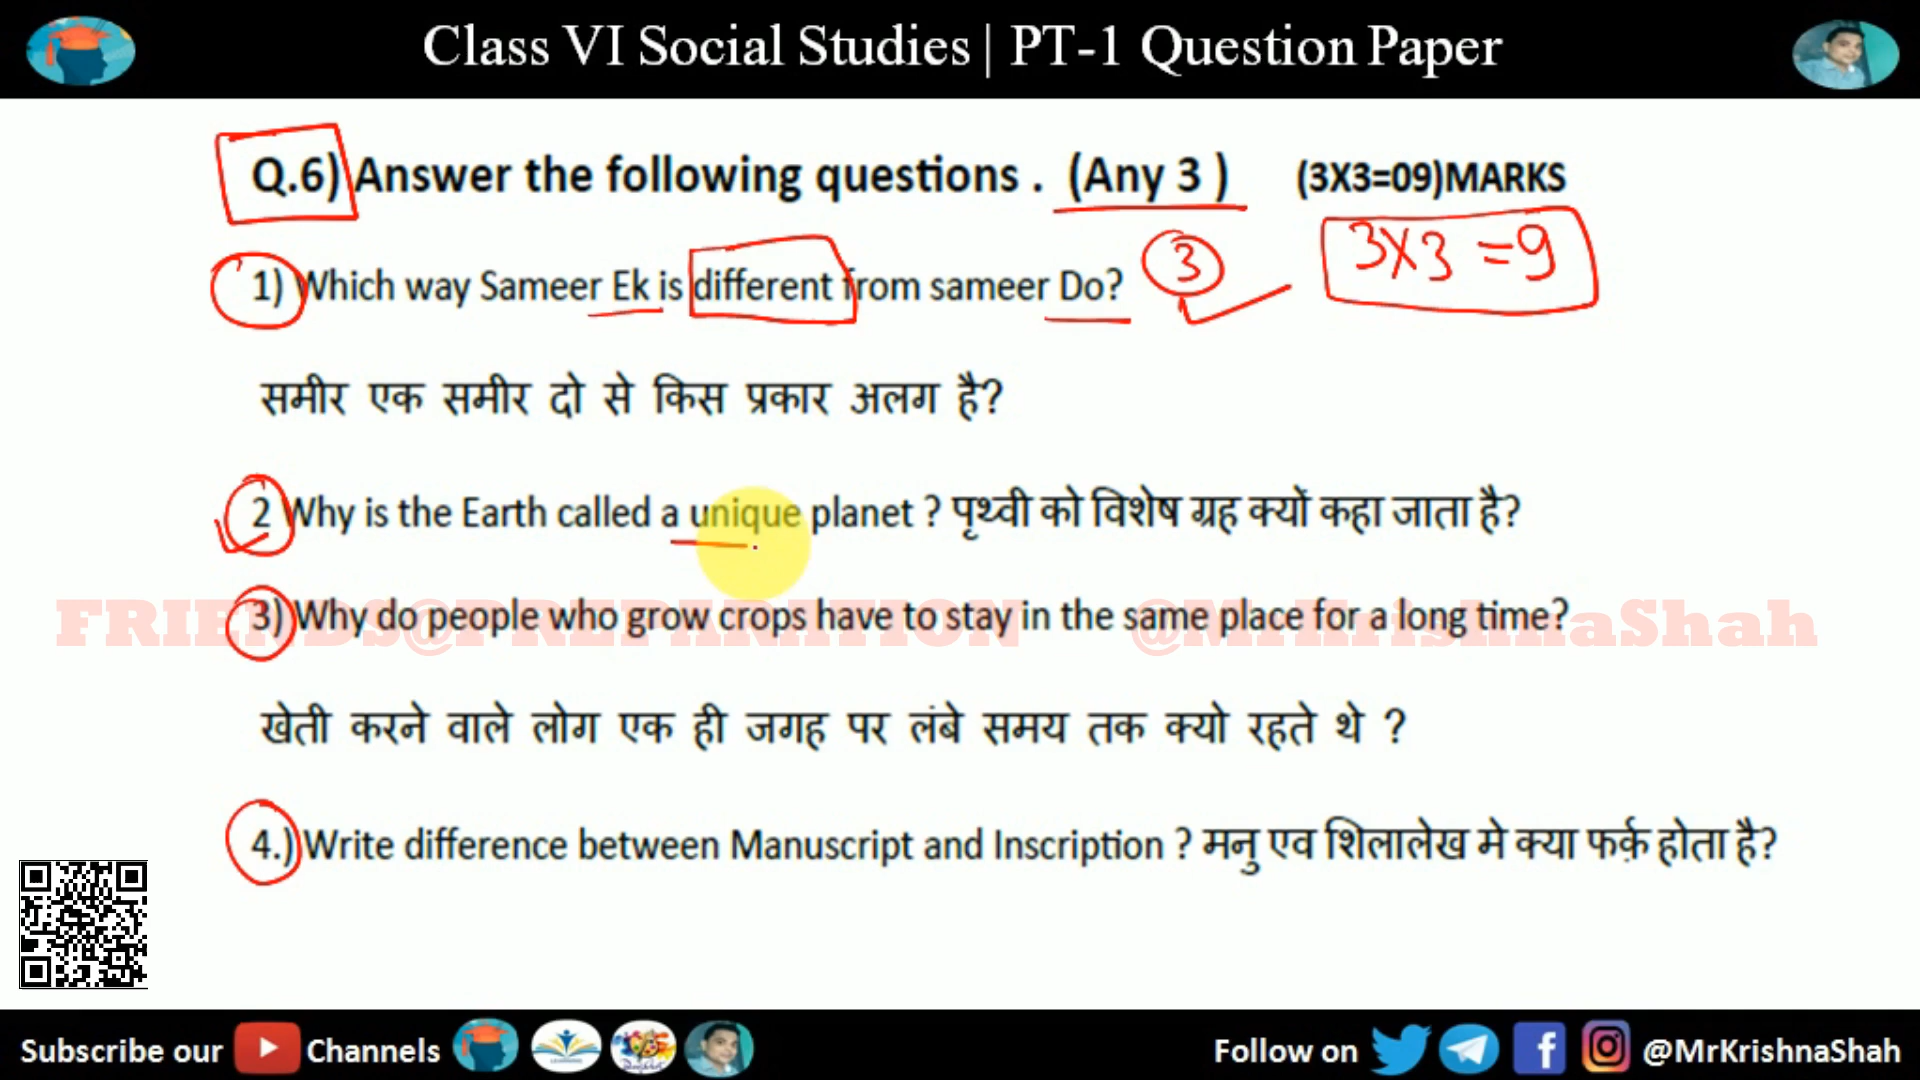 Class VI Social Studies | PT-1 Question Paper
Q.6) Answer the following questions . (Any 3 ) (3X3=09)MARKS
3X3 =9
1) Which way Sameer Ek is different from sameer Do? 3
समीर एक समीर दो से किस प्रकार अलग है?
2 Why is the Earth called a unique planet ? पृथ्वी को विशेष ग्रह क्यों कहा जाता है?
3) Why do people who grow crops have to stay in the same place for a long time?
FRIENDS@PREPARATION @MrKrishnaShah
खेती करने वाले लोग एक ही जगह पर लंबे समय तक क्यो रहते थे ?
4.) Write difference between Manuscript and Inscription ? मनु एव शिलालेख मे क्या फर्क़ होता है?
Subscribe our Channels Follow on @MrKrishnaShah